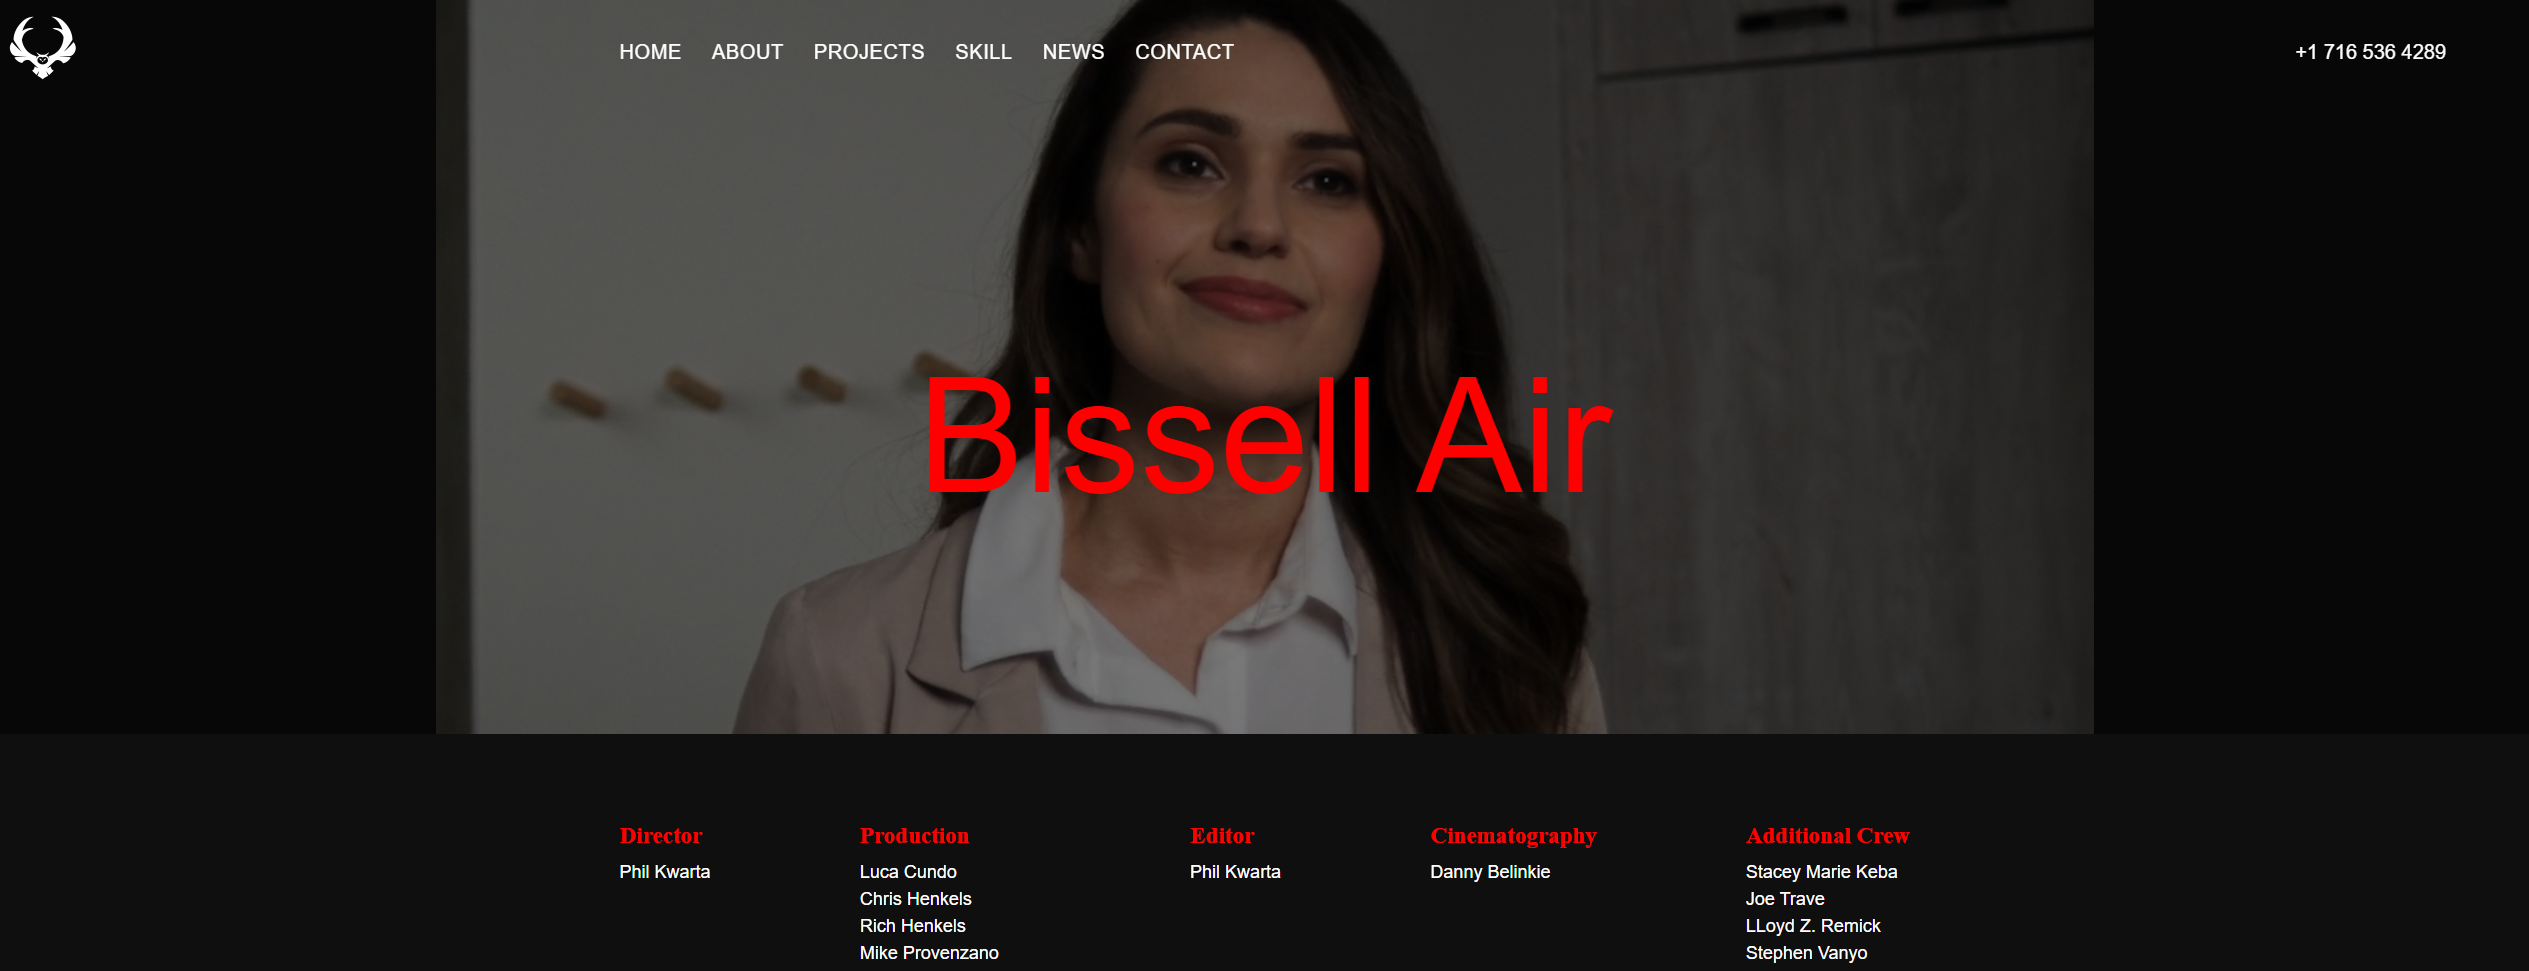 HOME ABOUT PROJECTS SKILL NEWS CONTACT +1 716 536 4289
Bissell Air
Director
Phil Kwarta
Production
Luca Cundo
Chris Henkels
Rich Henkels
Mike Provenzano
Editor
Phil Kwarta
Cinematography
Danny Belinkie
Additional Crew
Stacey Marie Keba
Joe Trave
LLoyd Z. Remick
Stephen Vanyo